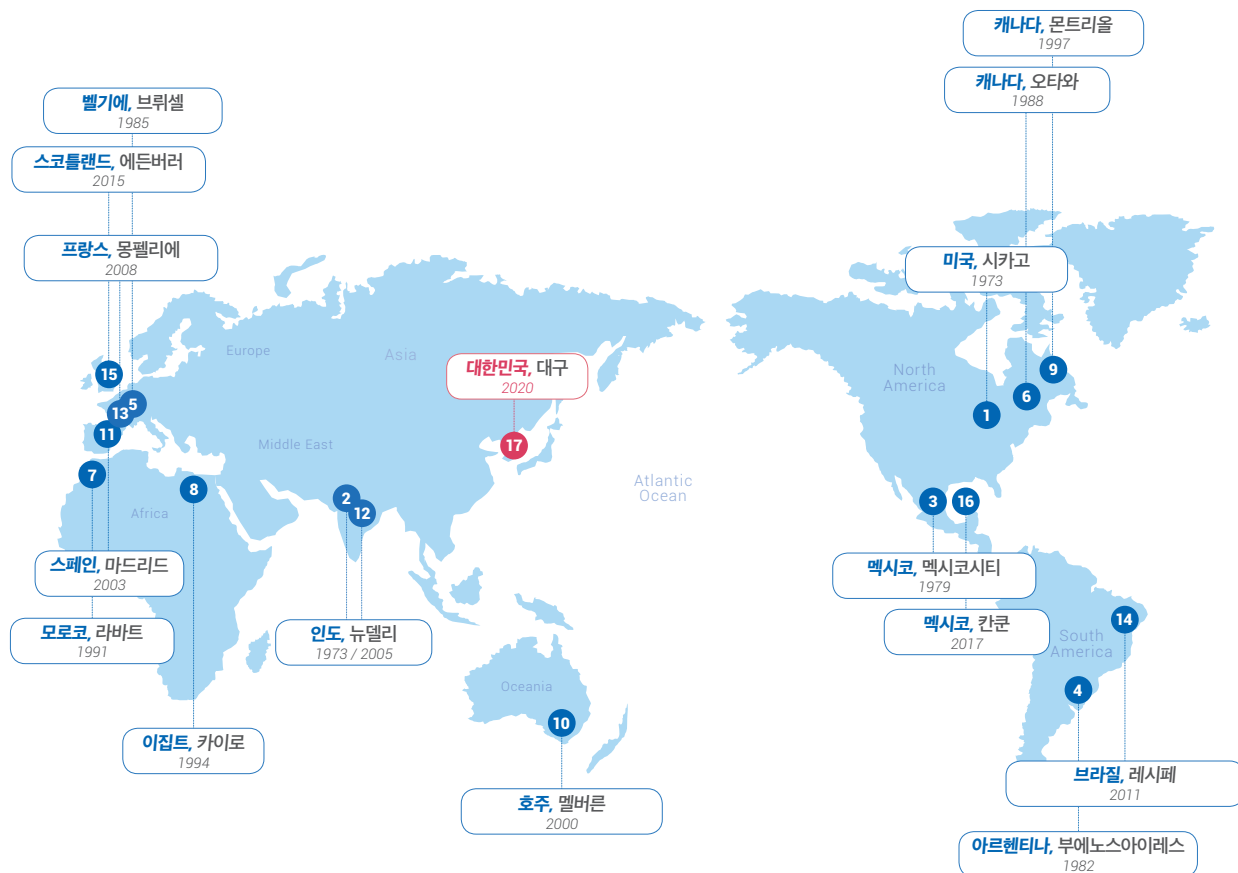 캐나다, 몬트리올
1997
캐나다, 오타와
1988
벨기에, 브뤼셀
1985
스코틀랜드, 에든버러
2015
프랑스, 몽펠리에
2008
미국, 시카고
1973
Europe
Asia
대한민국, 대구
2020
North
America
15
9
5
6
13
1
11
17
Middle East
7
8
2
12
Africa
Atlantic
Ocean
3
16
스페인, 마드리드
2003
멕시코, 멕시코시티
1979
모로코, 라바트
1991
인도, 뉴델리
1973 / 2005
멕시코, 칸쿤
2017
14
South
America
Oceania
4
10
이집트, 카이로
1994
브라질, 레시페
2011
호주, 멜버른
2000
아르헨티나, 부에노스아이레스
1982